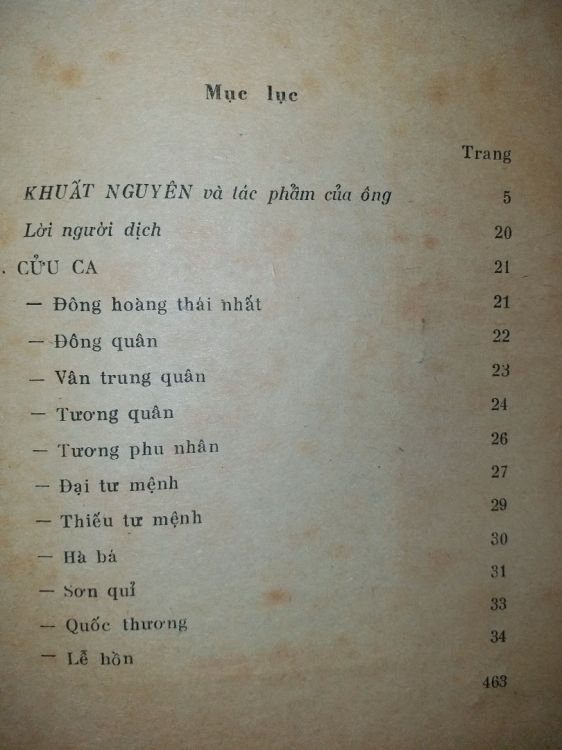 Mục lục
Trang
KHUẤT NGUYÊN và tác phẩm của ông 5
Lời người dịch 20
. CỬU CA 21
— Đông hoàng thái nhất 21
— Đông quân 22
— Vân trung quân 23
— Tương quân 24
— Tương phu nhân 26
— Đại tư mệnh 27
— Thiếu tư mệnh 29
— Hà bá 30
— Sơn quỉ 31
— Quốc thương 33
— Lễ hồn 34
463